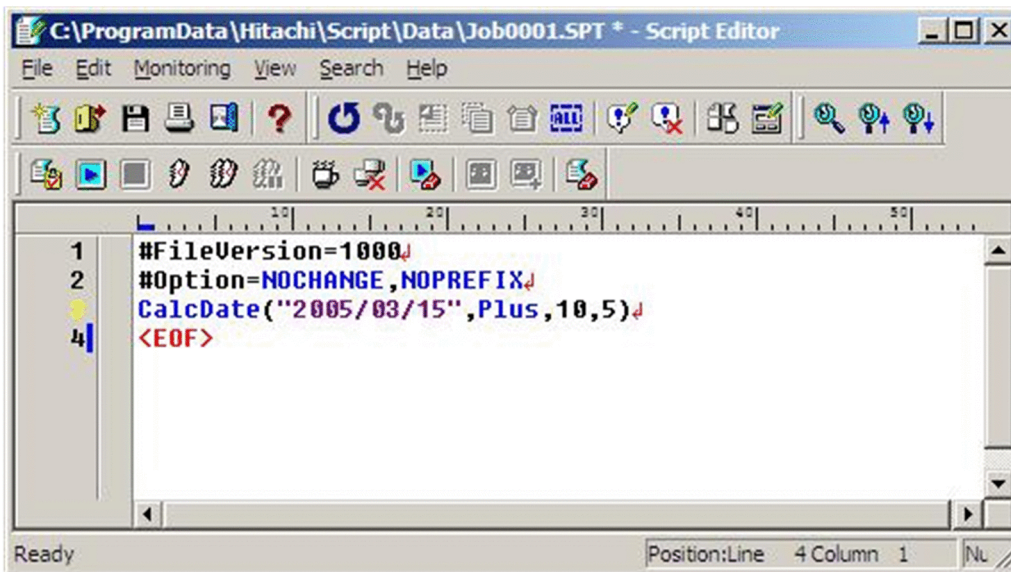 C:\ProgramData\Hitachi\Script\Data\Job0001.SPT * - Script Editor
File Edit Monitoring View Search Help
ALL
10 20 30 40 50
1 #FileVersion=1000
2 #Option=NOCHANGE,NOPREFIX
3 CalcDate("2005/03/15",Plus,10,5)
4 <EOF>
Ready Position:Line 4 Column 1